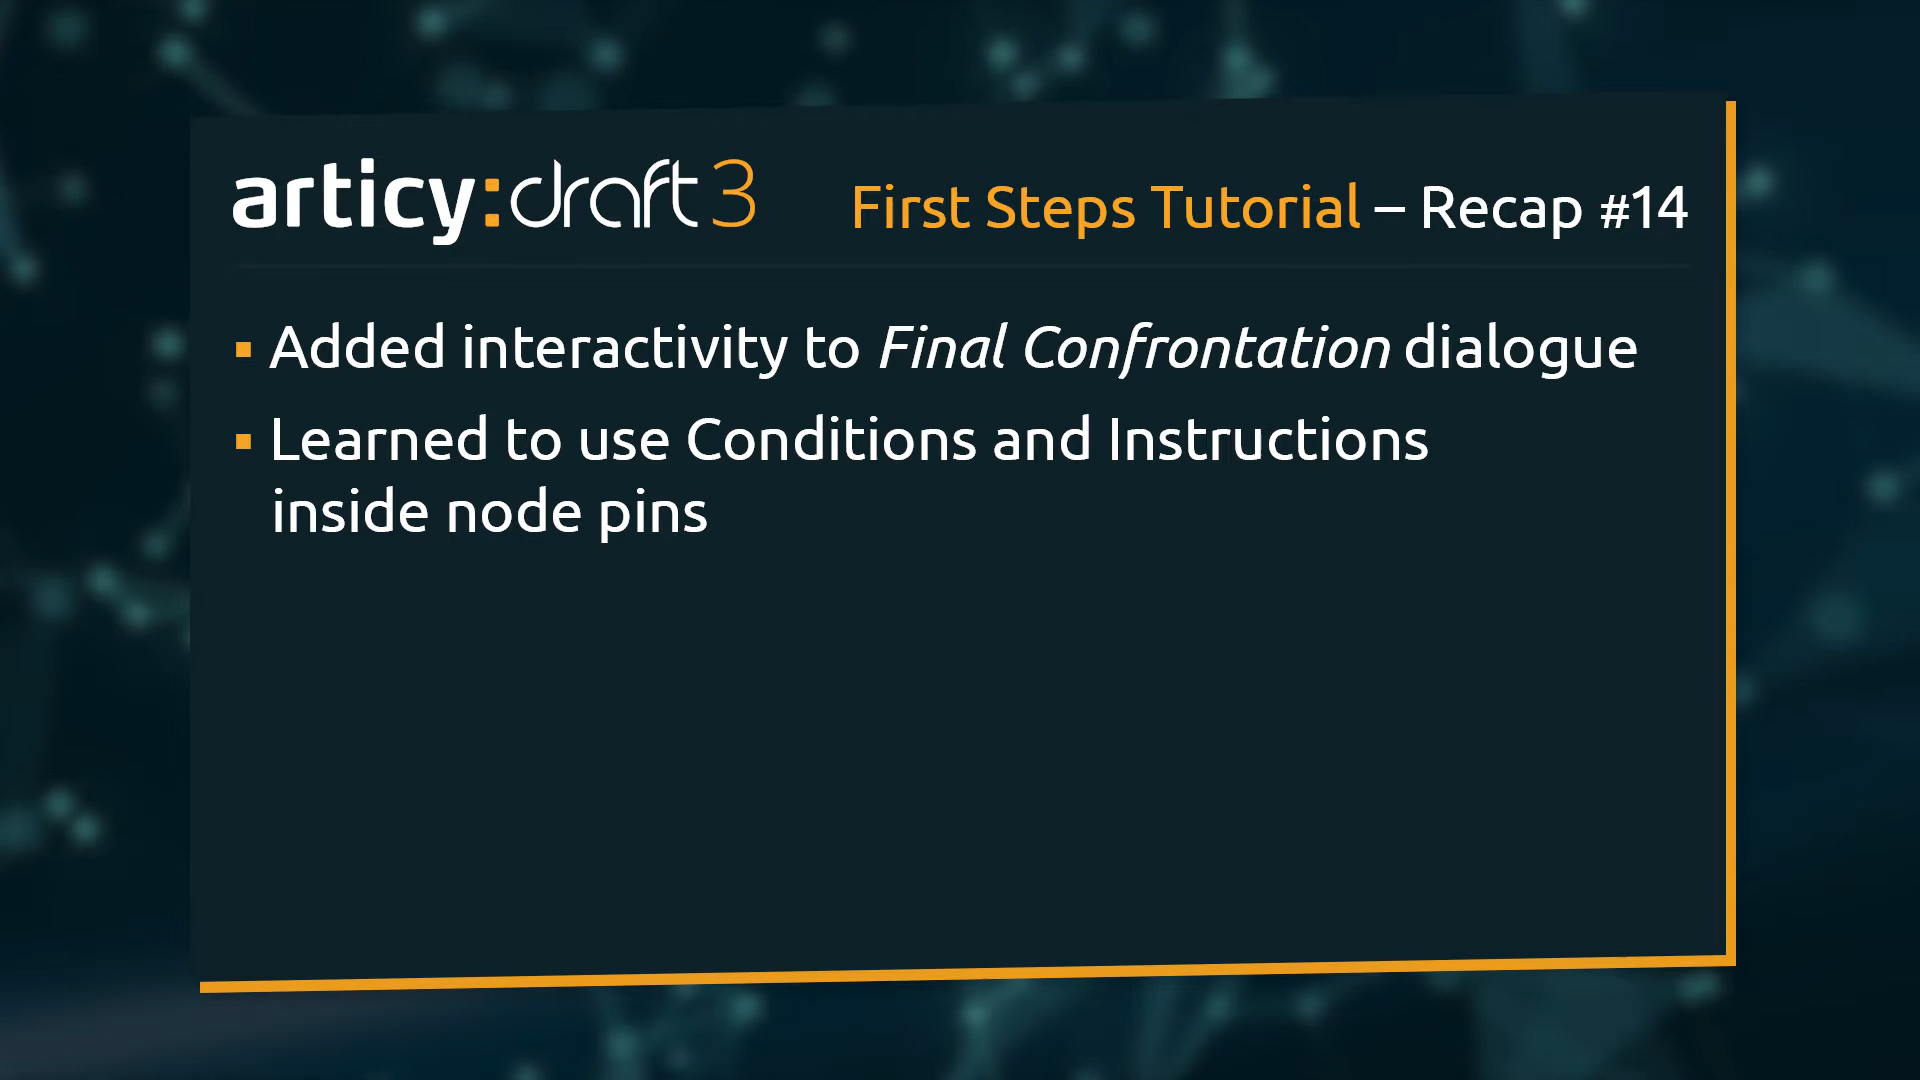 articy:draft 3
First Steps Tutorial – Recap #14
▪ Added interactivity to Final Confrontation dialogue
▪ Learned to use Conditions and Instructions
inside node pins